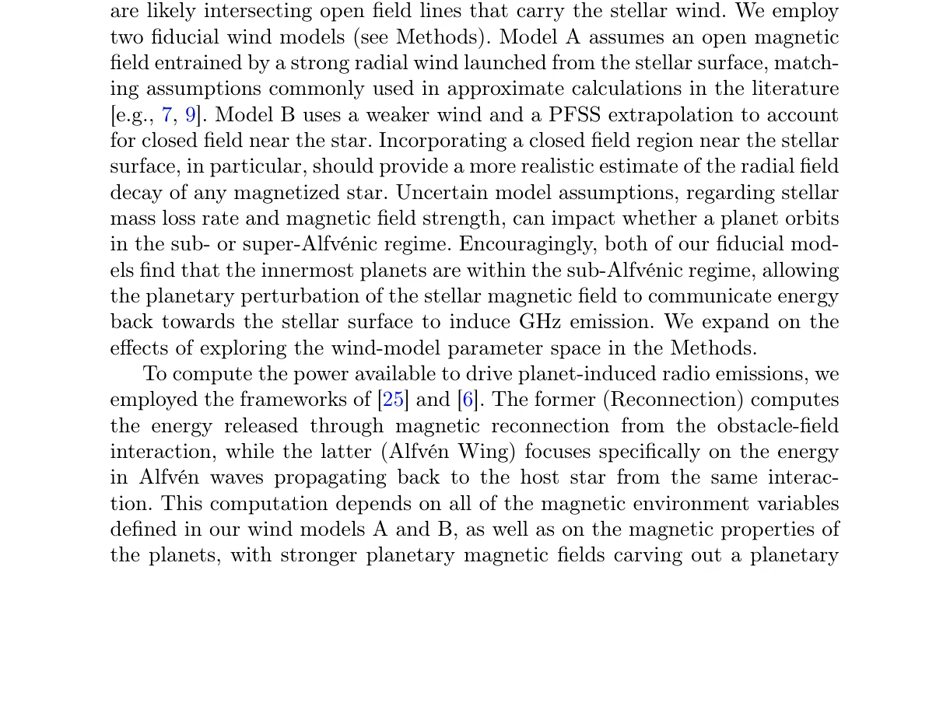 are likely intersecting open field lines that carry the stellar wind. We employ
two fiducial wind models (see Methods). Model A assumes an open magnetic
field entrained by a strong radial wind launched from the stellar surface, match-
ing assumptions commonly used in approximate calculations in the literature
[e.g., 7, 9]. Model B uses a weaker wind and a PFSS extrapolation to account
for closed field near the star. Incorporating a closed field region near the stellar
surface, in particular, should provide a more realistic estimate of the radial field
decay of any magnetized star. Uncertain model assumptions, regarding stellar
mass loss rate and magnetic field strength, can impact whether a planet orbits
in the sub- or super-Alfvénic regime. Encouragingly, both of our fiducial mod-
els find that the innermost planets are within the sub-Alfvénic regime, allowing
the planetary perturbation of the stellar magnetic field to communicate energy
back towards the stellar surface to induce GHz emission. We expand on the
effects of exploring the wind-model parameter space in the Methods.
To compute the power available to drive planet-induced radio emissions, we
employed the frameworks of [25] and [6]. The former (Reconnection) computes
the energy released through magnetic reconnection from the obstacle-field
interaction, while the latter (Alfvén Wing) focuses specifically on the energy
in Alfvén waves propagating back to the host star from the same interac-
tion. This computation depends on all of the magnetic environment variables
defined in our wind models A and B, as well as on the magnetic properties of
the planets, with stronger planetary magnetic fields carving out a planetary